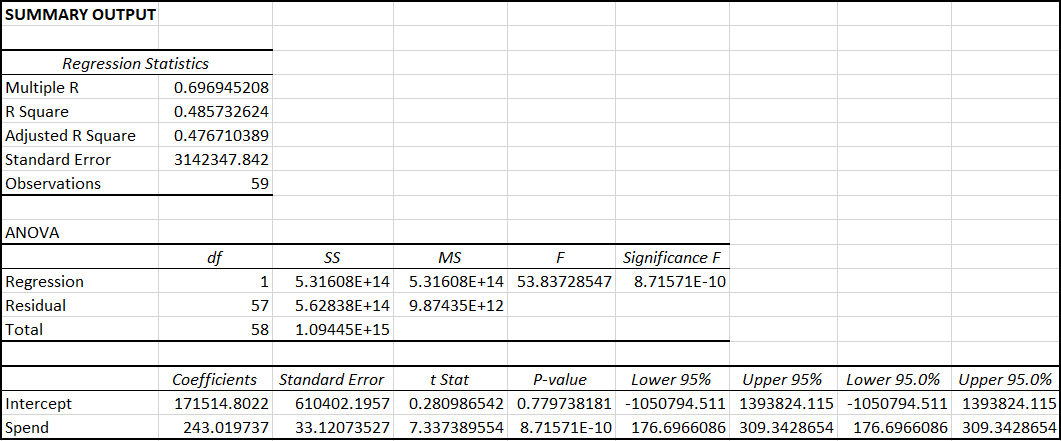 SUMMARY OUTPUT
Regression Statistics
Multiple R 0.696945208
R Square 0.485732624
Adjusted R Square 0.476710389
Standard Error 3142347.842
Observations 59
ANOVA
df SS MS F Significance F
Regression 1 5.31608E+14 5.31608E+14 53.83728547 8.71571E-10
Residual 57 5.62838E+14 9.87435E+12
Total 58 1.09445E+15
Coefficients Standard Error t Stat P-value Lower 95% Upper 95% Lower 95.0% Upper 95.0%
Intercept 171514.8022 610402.1957 0.280986542 0.779738181 -1050794.511 1393824.115 -1050794.511 1393824.115
Spend 243.019737 33.12073527 7.337389554 8.71571E-10 176.6966086 309.3428654 176.6966086 309.3428654